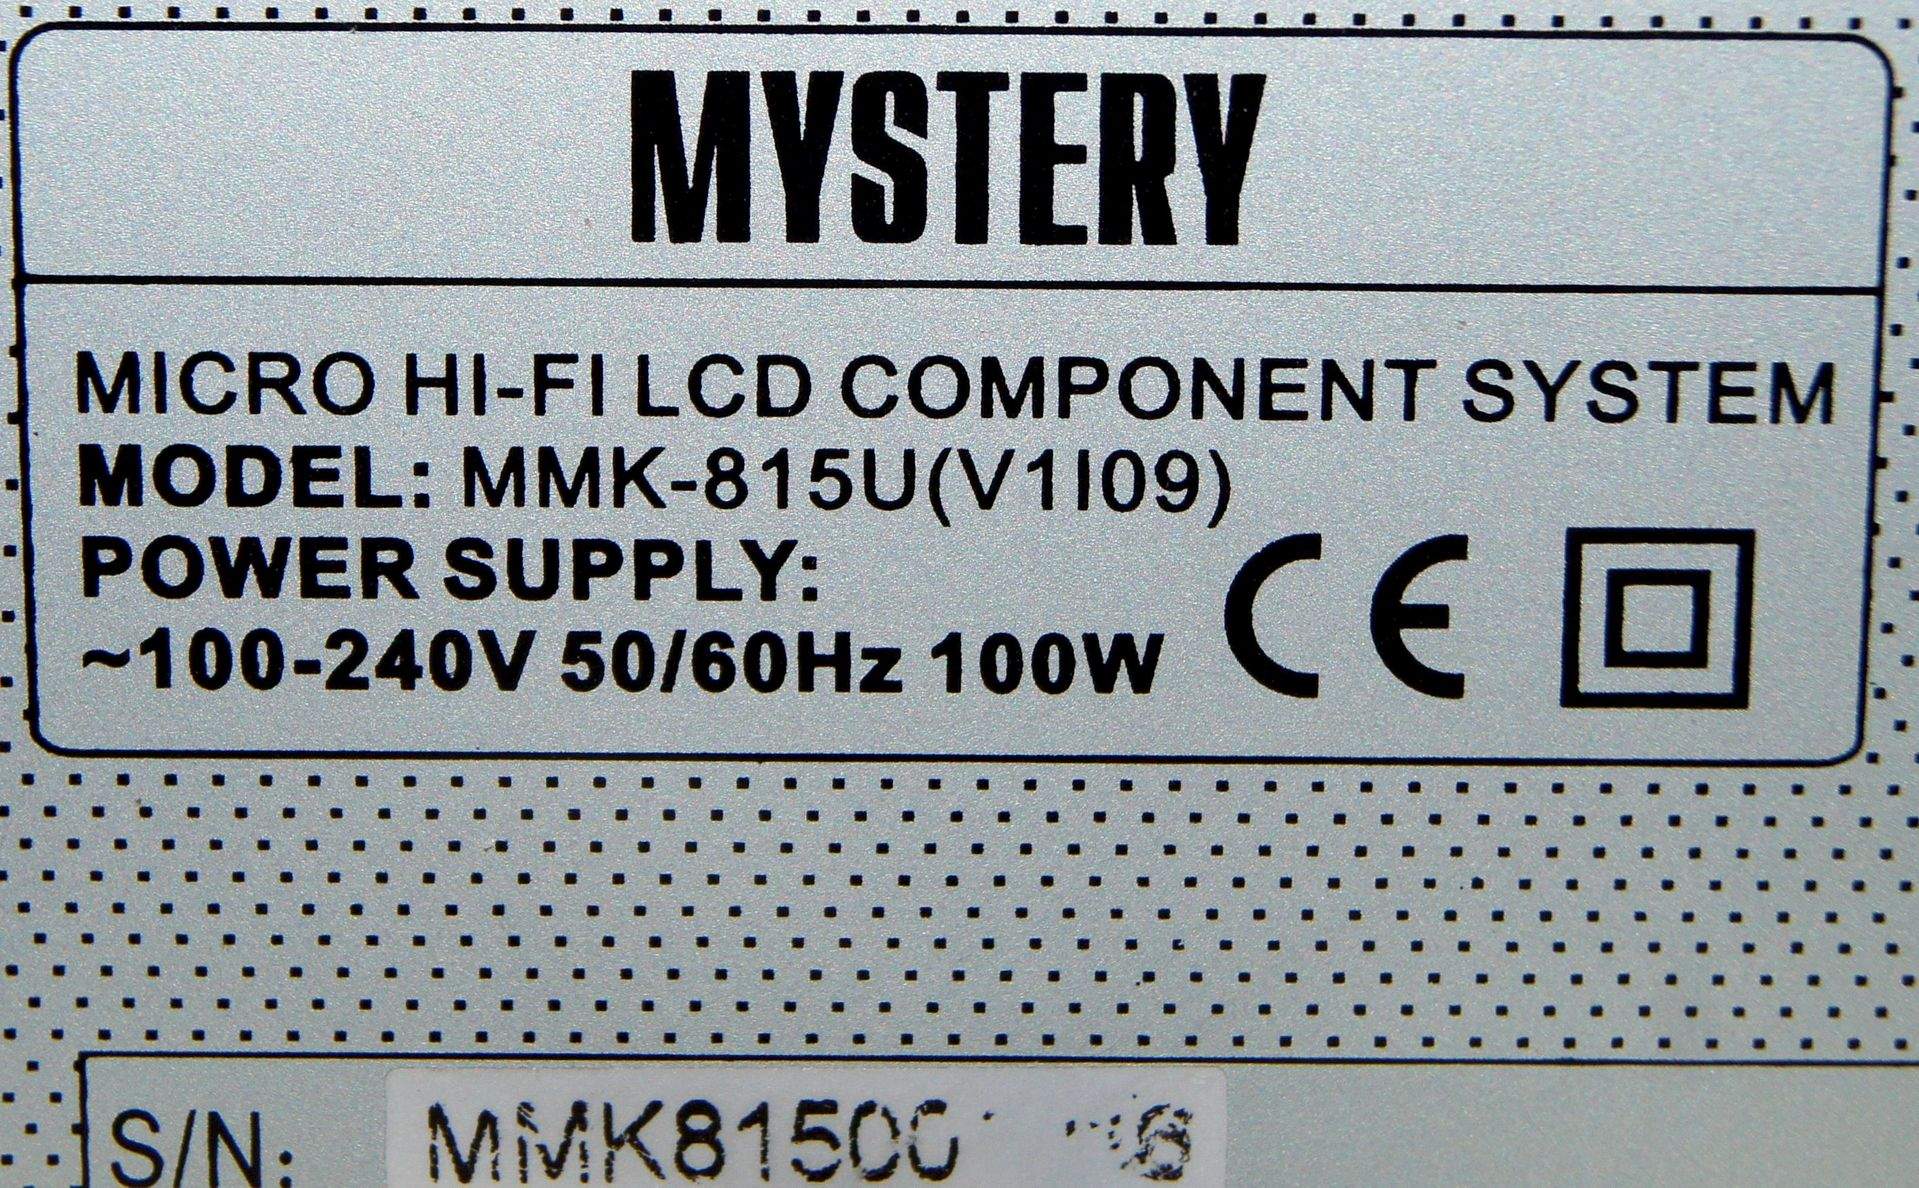 MYSTERY
MICRO HI-FI LCD COMPONENT SYSTEM
MODEL: MMK-815U(V1I09)
POWER SUPPLY:
~100-240V 50/60Hz 100W
CE
S/N: